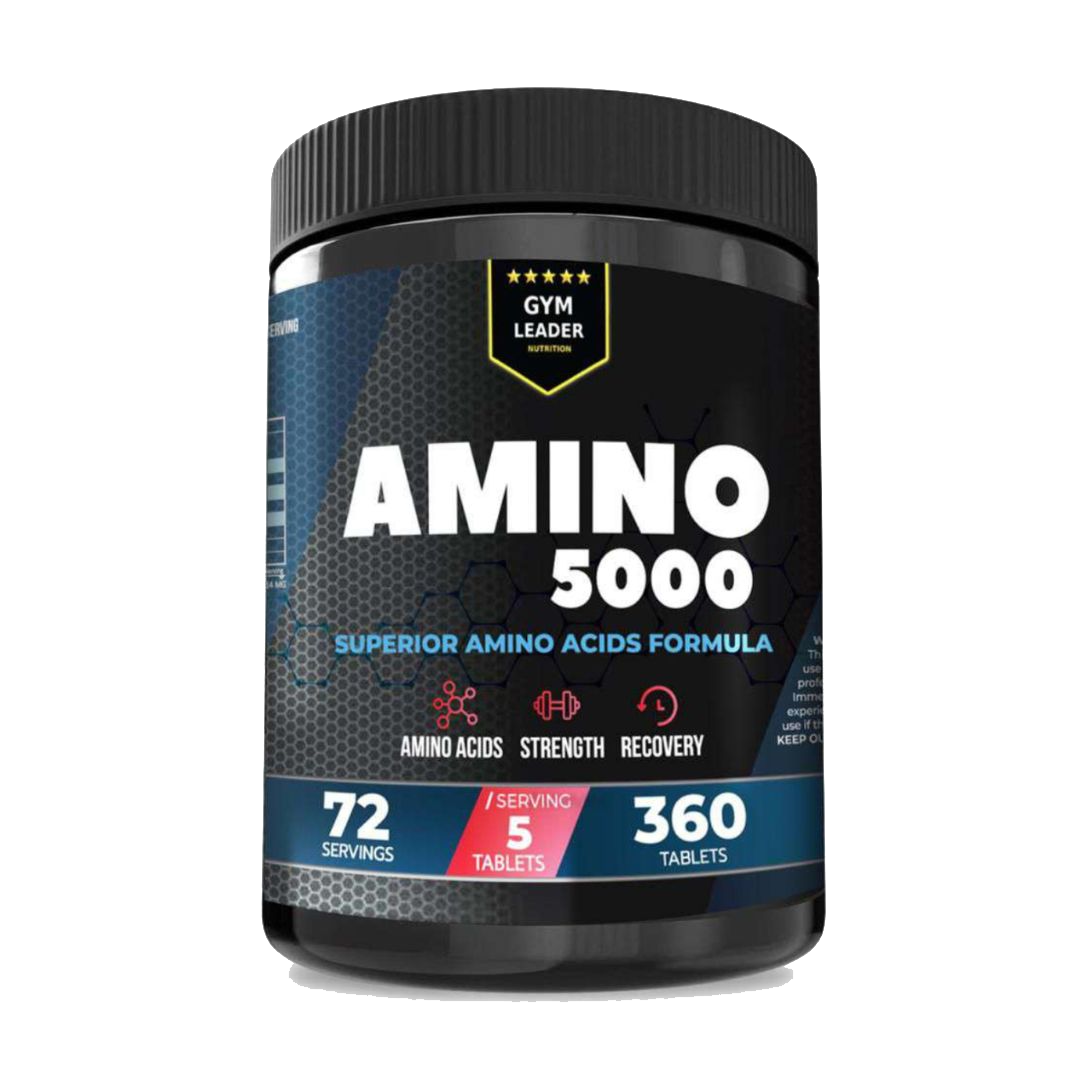 GYM
LEADER
NUTRITION
AMINO
5000
SUPERIOR AMINO ACIDS FORMULA
AMINO ACIDS STRENGTH RECOVERY
72
SERVINGS
/ SERVING
5
TABLETS
360
TABLETS
use
KEEP